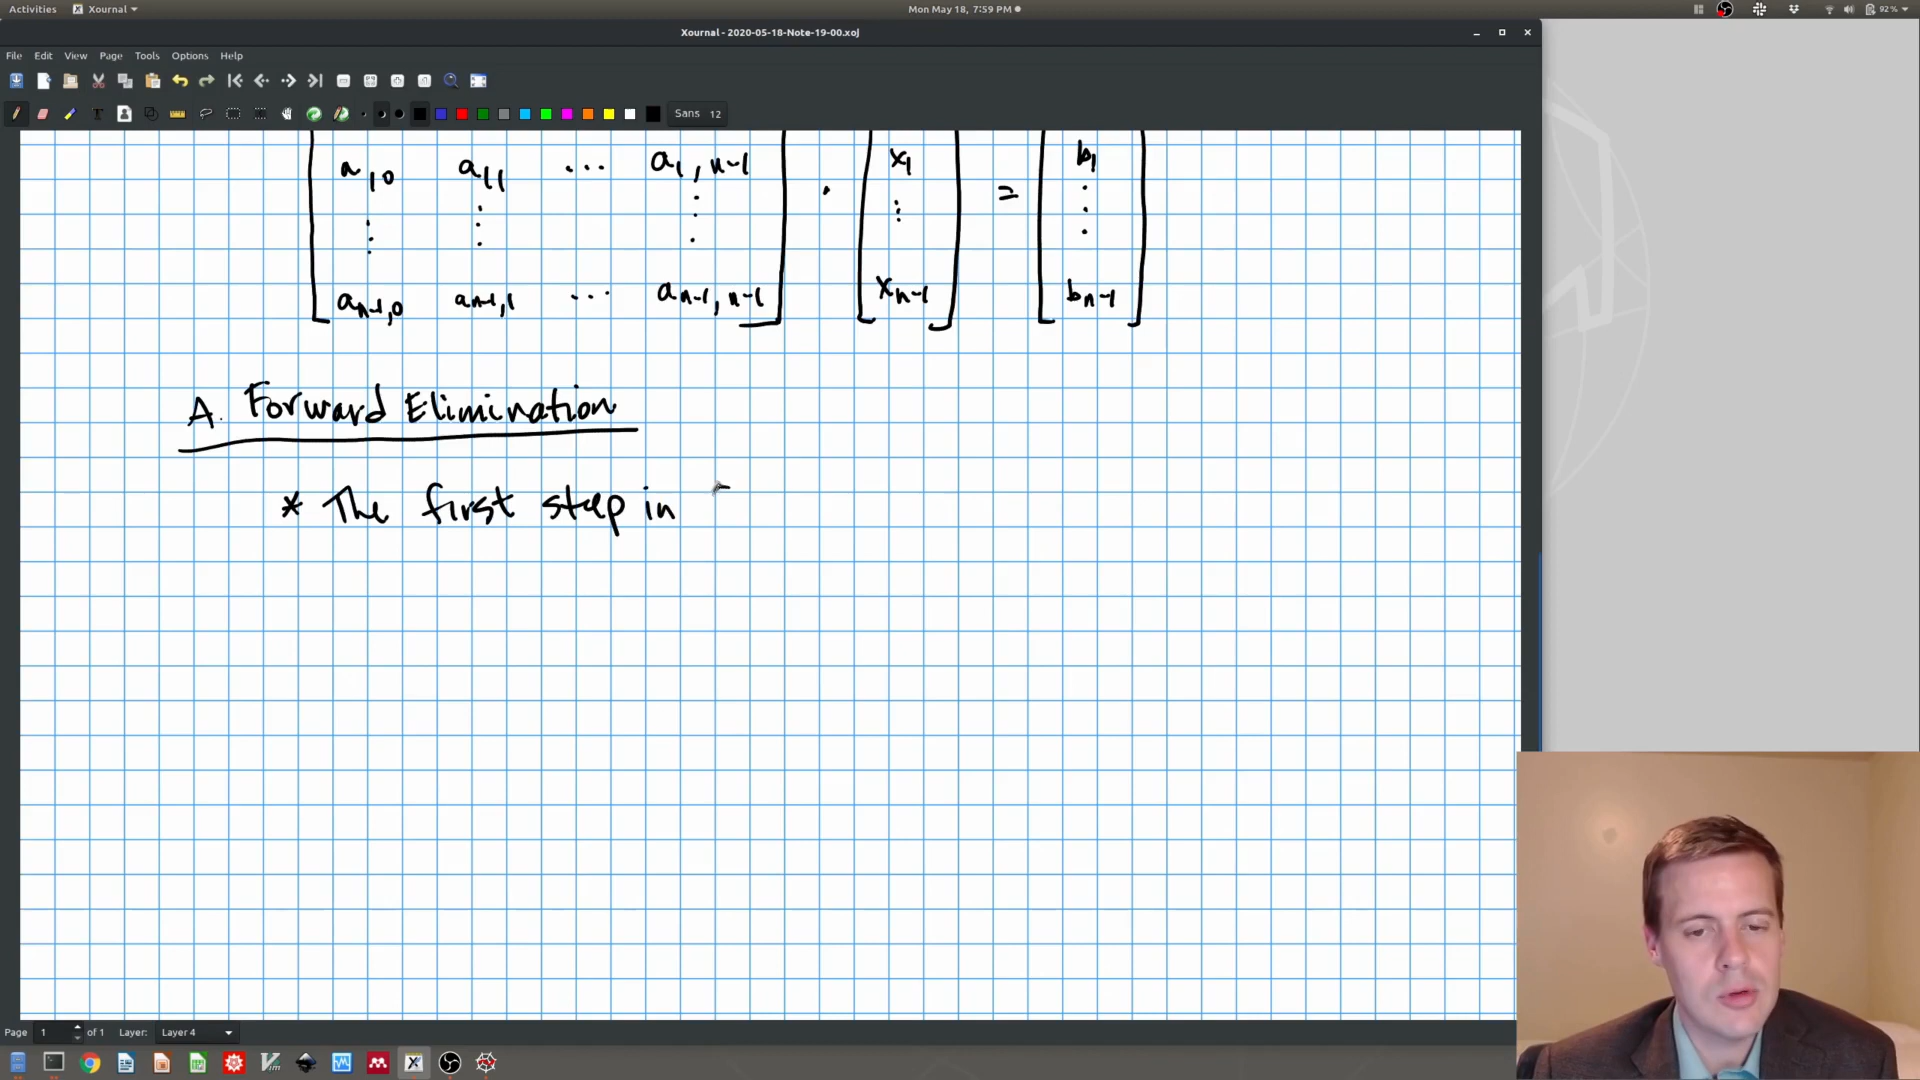 Activities Xournal Mon May 18, 7:59 PM 92 %
Xournal - 2020-05-18-Note-19-00.xoj
File Edit View Page Tools Options Help
Sans 12
a10 a11 ... a1,n-1 · x1 = b1
⋮ ⋮ ⋮ ⋮ ⋮
an-1,0 an-1,1 ... an-1,n-1 xn-1 bn-1
A. Forward Elimination
* The first step in
Page 1 of 1 Layer: Layer 4